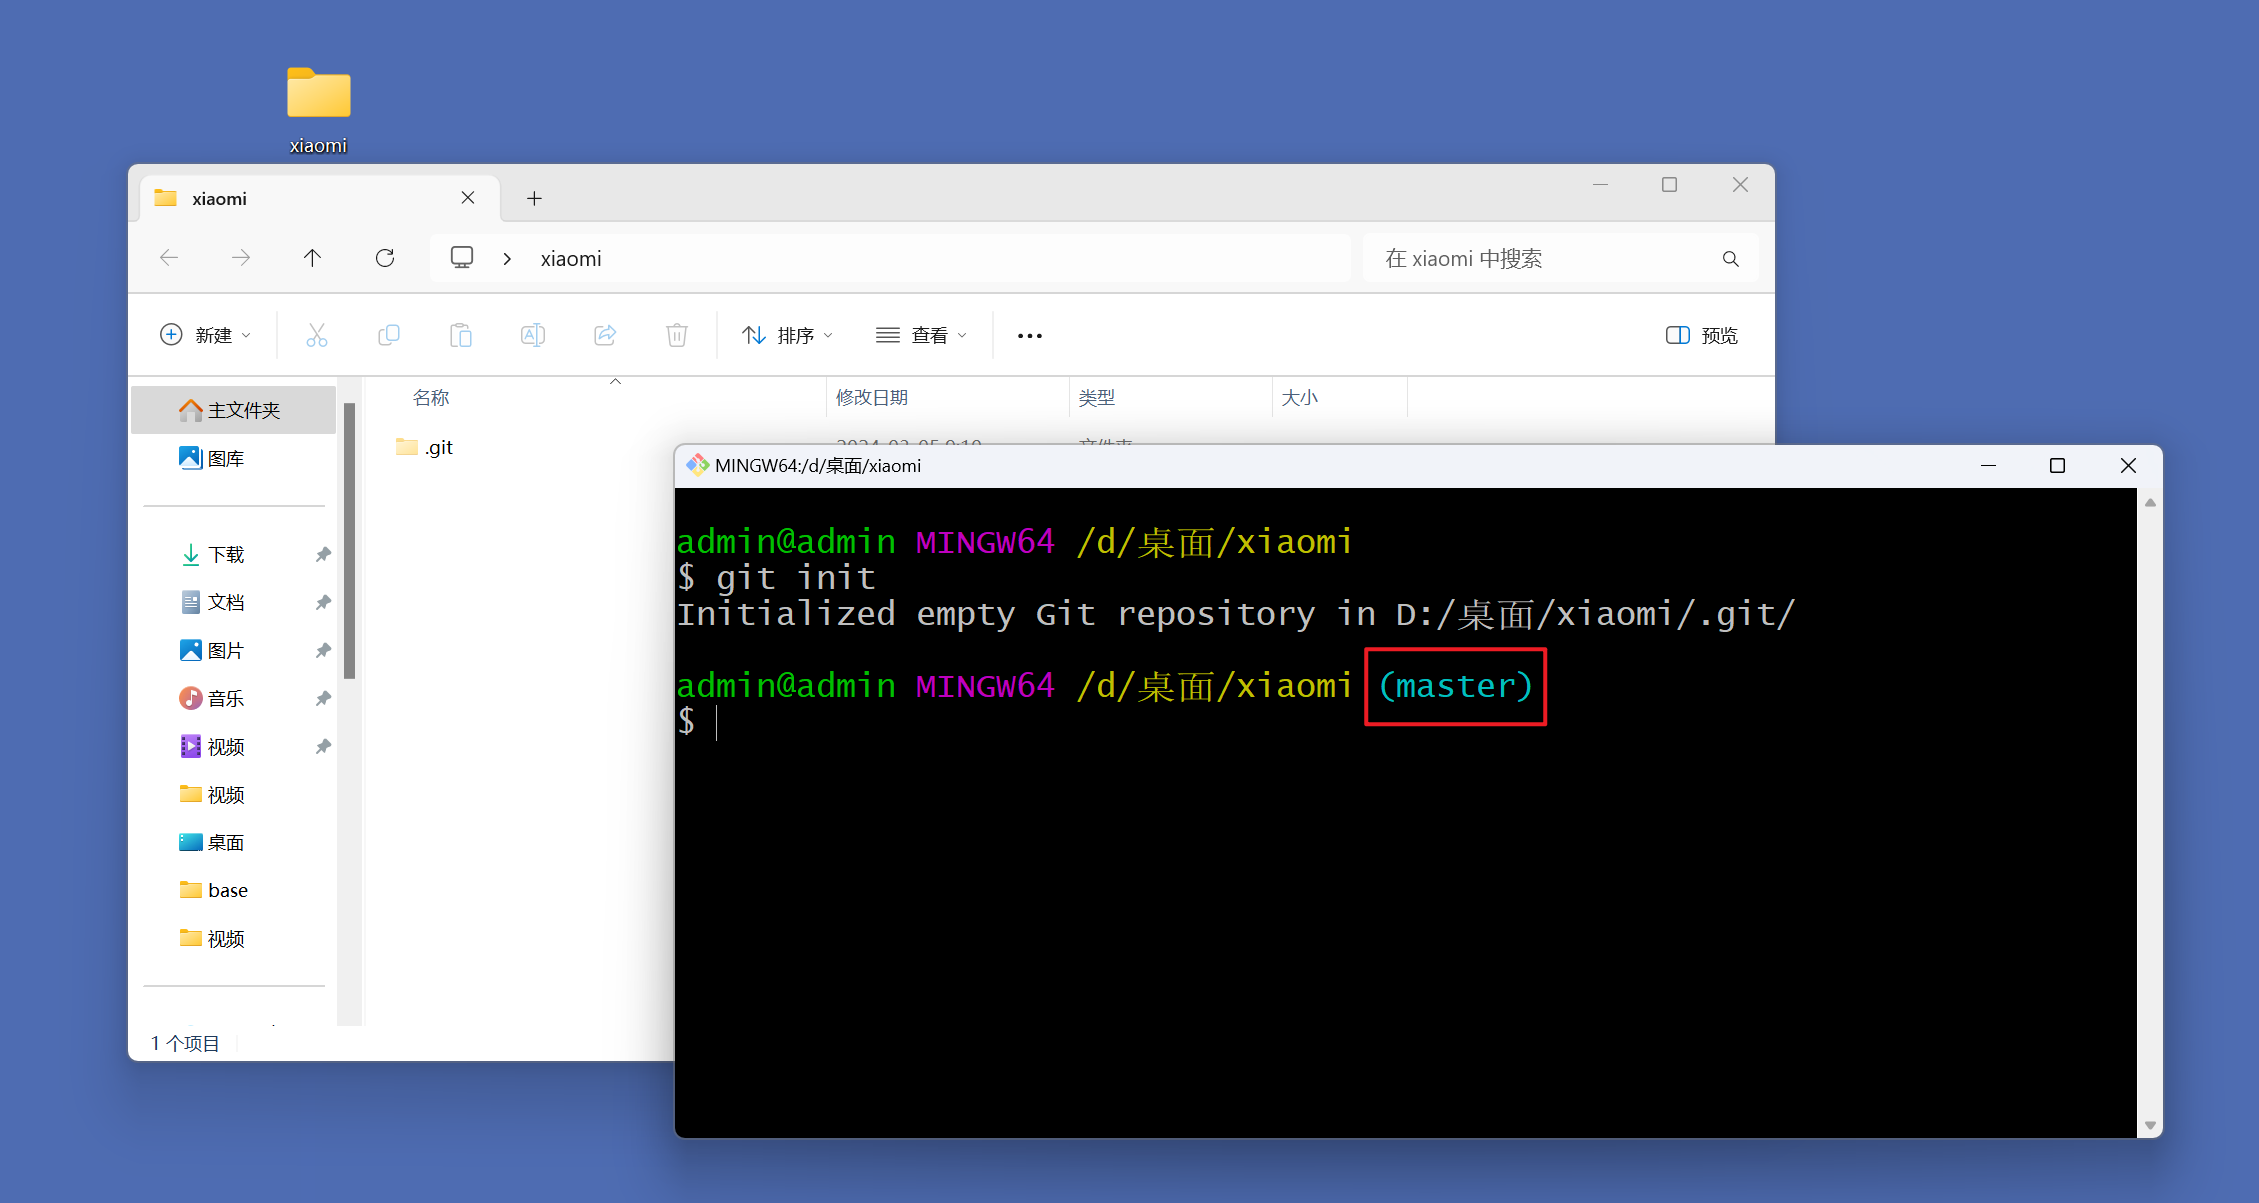 xiaomi
xiaomi
xiaomi
在 xiaomi 中搜索
新建
排序
查看
预览
主文件夹
图库
下载
文档
图片
音乐
视频
视频
桌面
base
视频
1 个项目
名称
修改日期
类型
大小
.git
MINGW64:/d/桌面/xiaomi
admin@admin MINGW64 /d/桌面/xiaomi
$ git init
Initialized empty Git repository in D:/桌面/xiaomi/.git/
admin@admin MINGW64 /d/桌面/xiaomi (master)
$